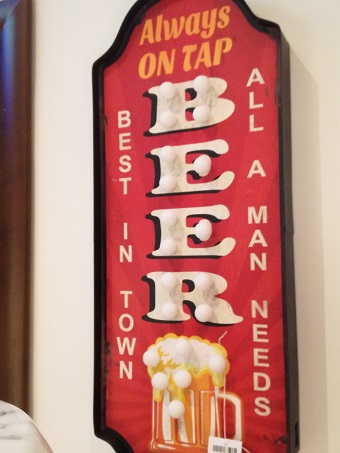 Always
ON TAP
BEER
BEST IN TOWN
ALL A MAN NEEDS